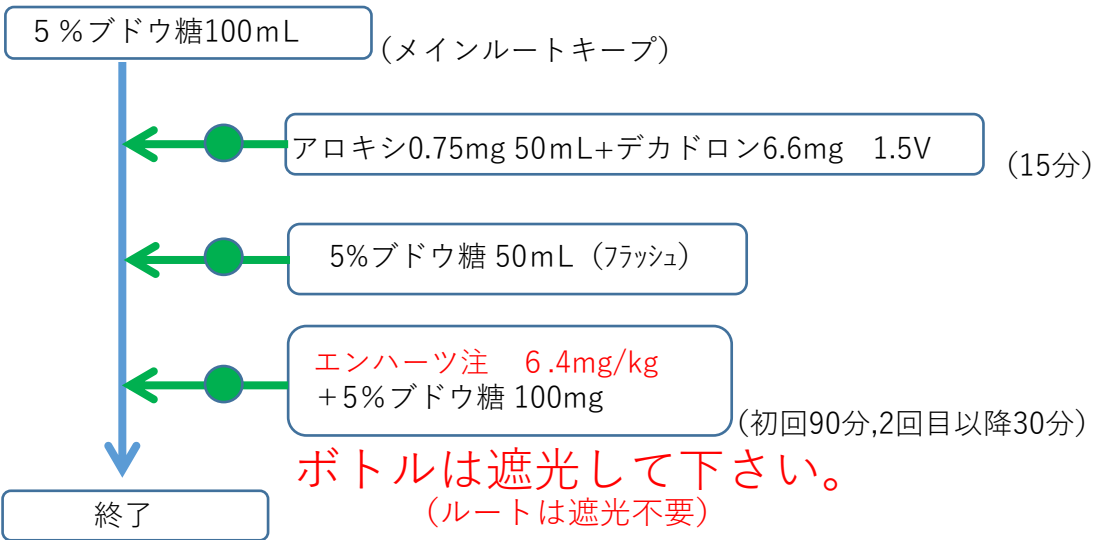 5%ブドウ糖100mL
(メインルートキープ)
アロキシ0.75mg 50mL+デカドロン6.6mg 1.5V
(15分)
5%ブドウ糖 50mL (フラッシュ)
エンハーツ注 6.4mg/kg
+5%ブドウ糖 100mg
(初回90分,2回目以降30分)
ボトルは遮光して下さい。
(ルートは遮光不要)
終了